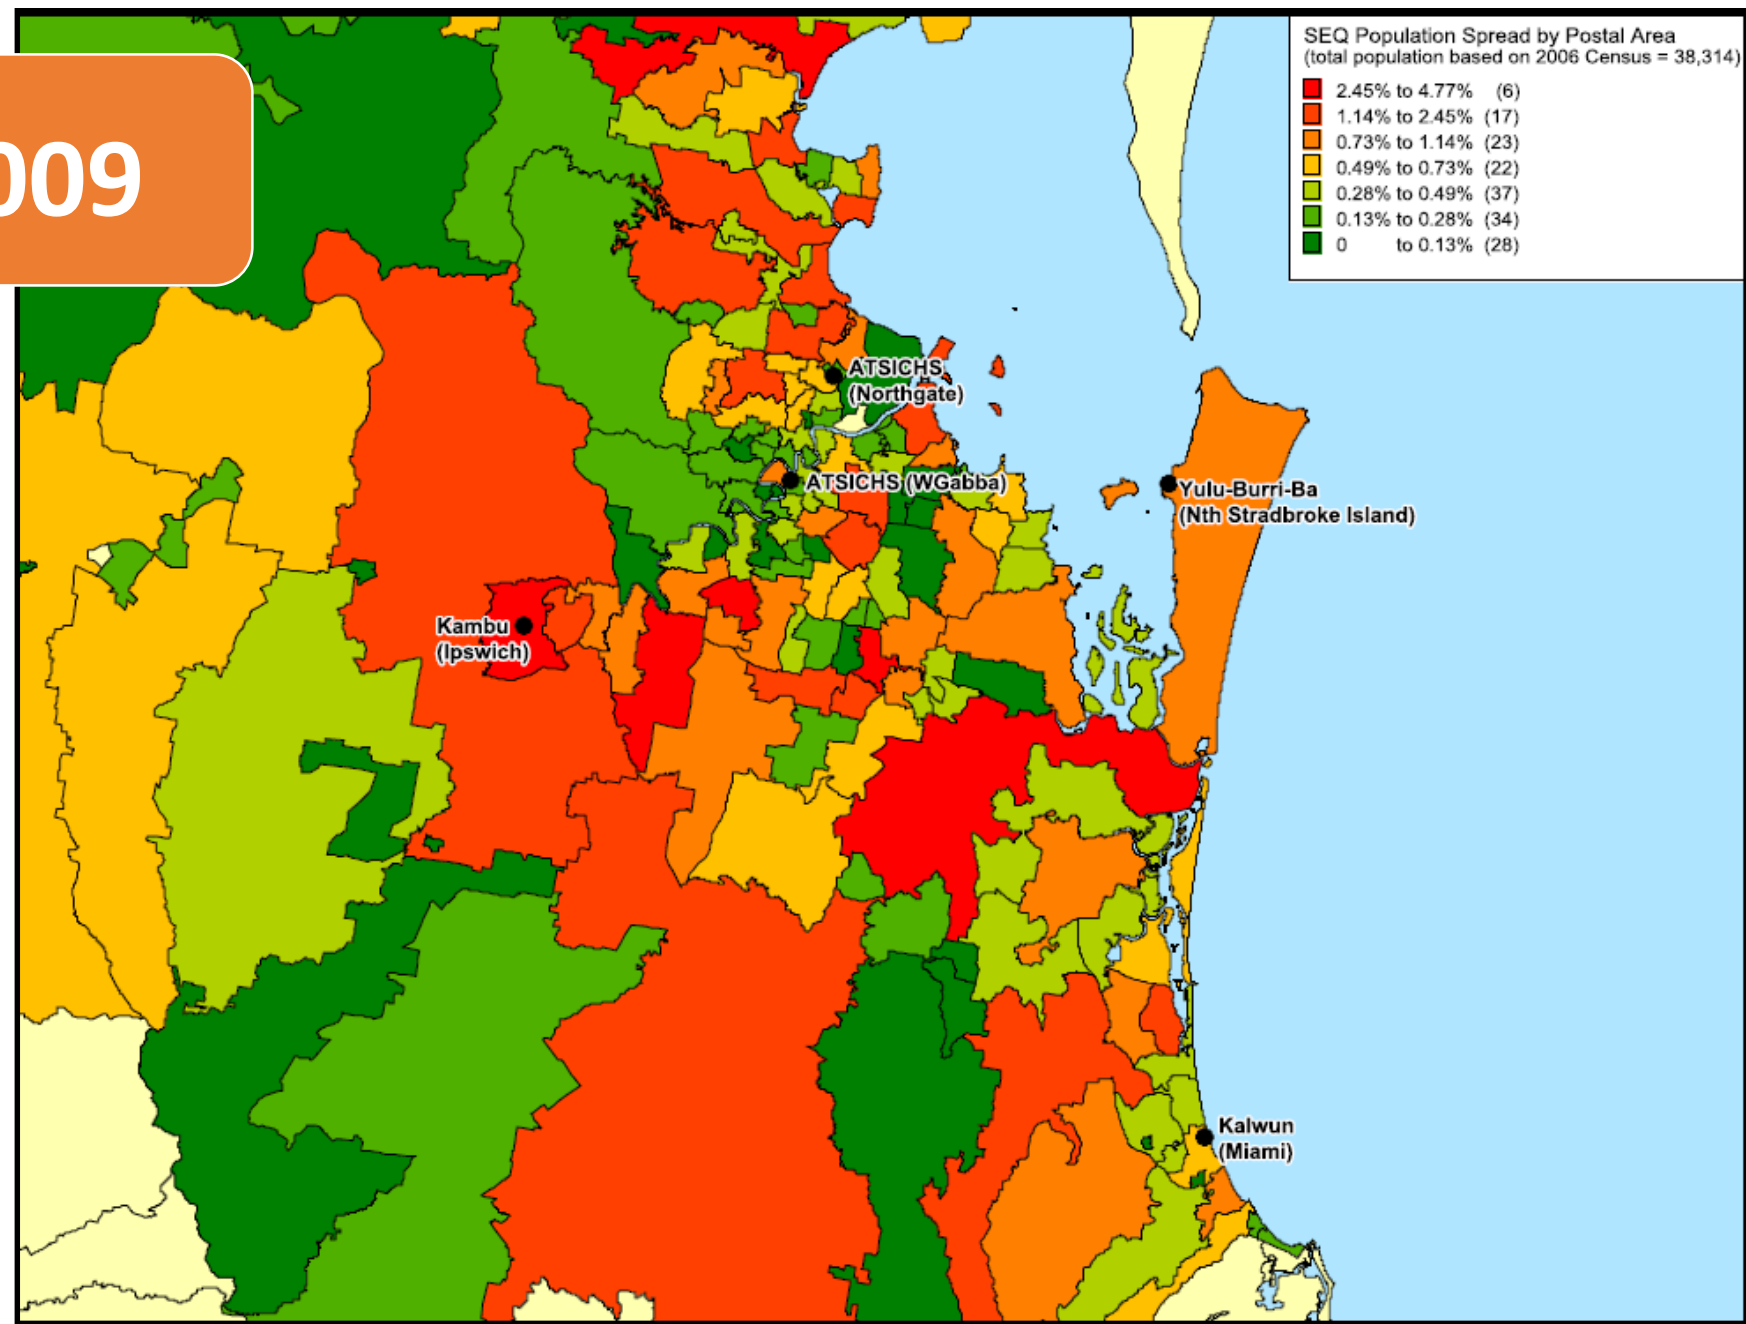 009
SEQ Population Spread by Postal Area
(total population based on 2006 Census = 38,314)
2.45% to 4.77% (6)
1.14% to 2.45% (17)
0.73% to 1.14% (23)
0.49% to 0.73% (22)
0.28% to 0.49% (37)
0.13% to 0.28% (34)
0 to 0.13% (28)
ATSICHS
(Northgate)
ATSICHS (WGabba)
Yulu-Burri-Ba
(Nth Stradbroke Island)
Kambu
(Ipswich)
Kalwun
(Miami)